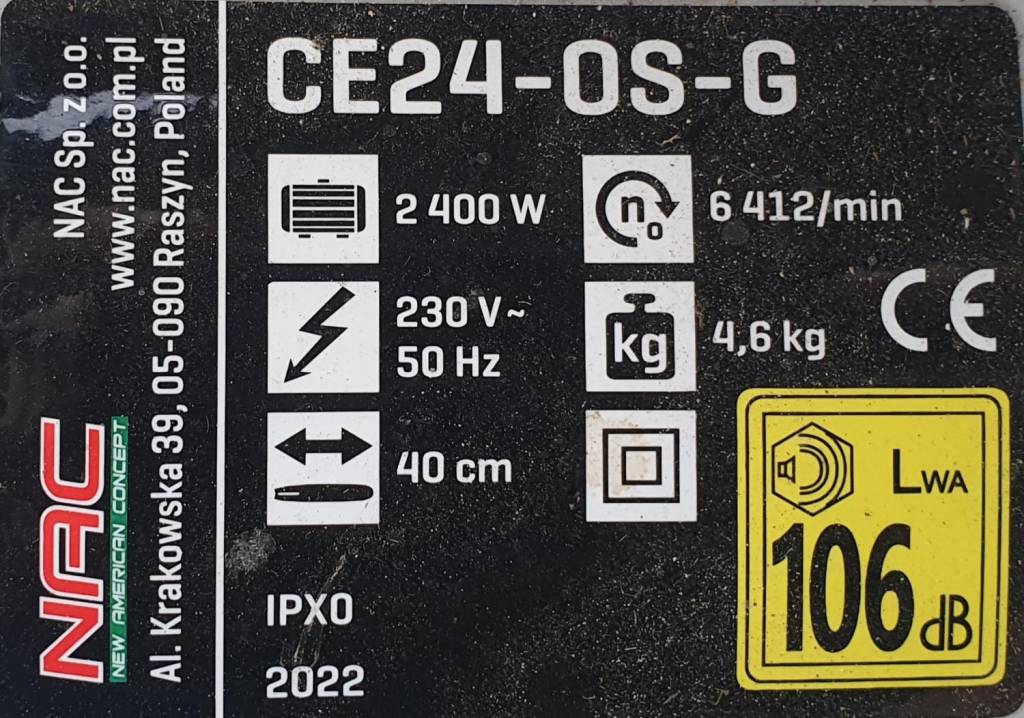 NAC Sp. z o.o.
www.nac.com.pl
Al. Krakowska 39, 05-090 Raszyn, Poland
NAC
NEW AMERICAN CONCEPT
CE24-OS-G
2 400 W
n₀
6 412/min
230 V~
50 Hz
kg
4,6 kg
CE
40 cm
LWA
106 dB
IPX0
2022